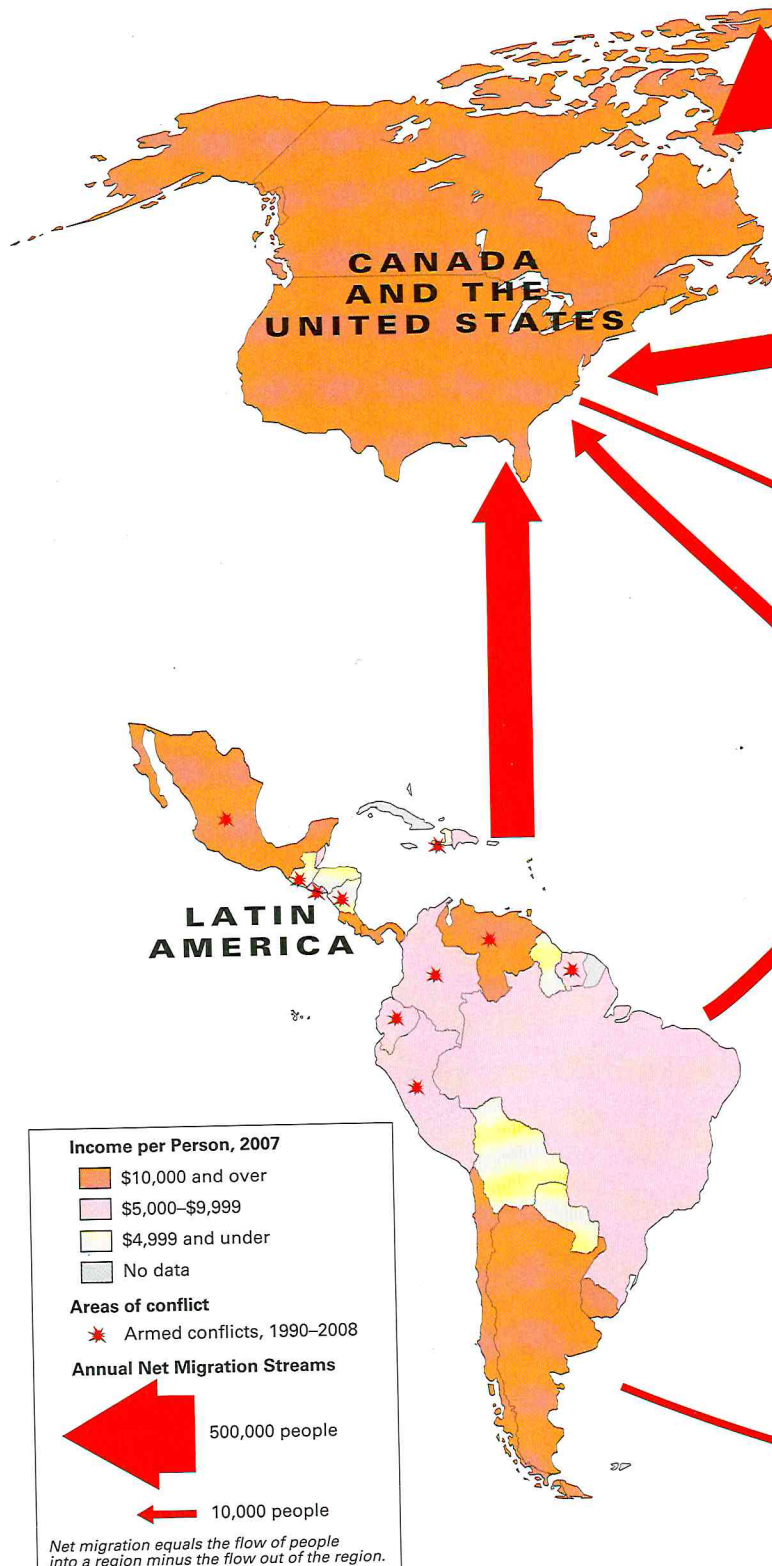 CANADA
AND THE
UNITED STATES
LATIN
AMERICA
Income per Person, 2007
$10,000 and over
$5,000–$9,999
$4,999 and under
No data
Areas of conflict
Armed conflicts, 1990–2008
Annual Net Migration Streams
500,000 people
10,000 people
Net migration equals the flow of people
into a region minus the flow out of the region.